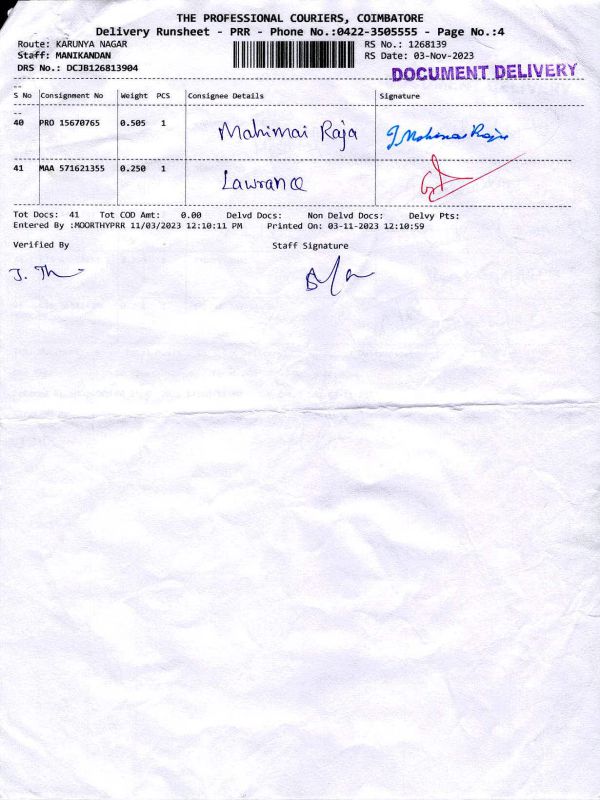 THE PROFESSIONAL COURIERS, COIMBATORE
Delivery Runsheet - PRR - Phone No.:0422-3505555 - Page No.:4
Route: KARUNYA NAGAR RS No.: 1268139
Staff: MANIKANDAN RS Date: 03-Nov-2023
DRS No.: DCJB126813904
DOCUMENT DELIVERY
S No Consignment No Weight PCS Consignee Details Signature
40 PRO 15670765 0.505 1 Mahimai Raja
41 MAA 571621355 0.250 1 Lawrance
Tot Docs: 41 Tot COD Amt: 0.00 Delvd Docs: Non Delvd Docs: Delvy Pts:
Entered By :MOORTHYPRR 11/03/2023 12:10:11 PM Printed On: 03-11-2023 12:10:59
Verified By Staff Signature